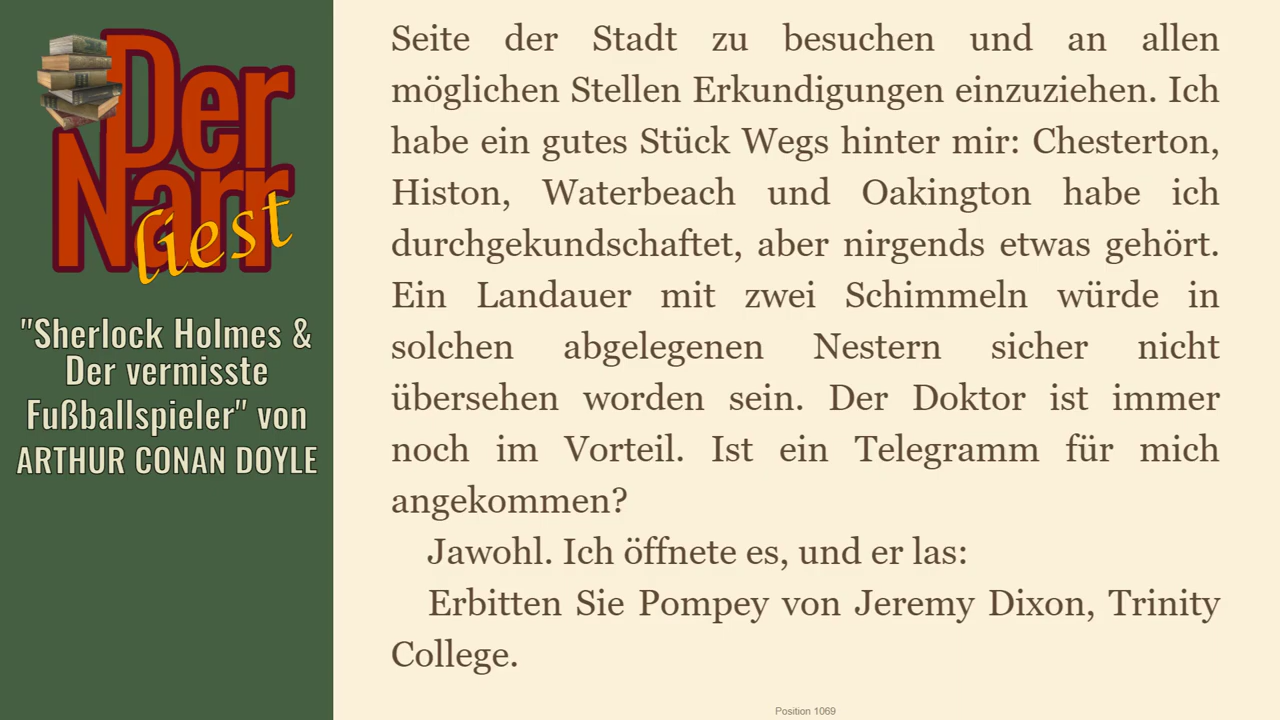 Der
Narr
liest
"Sherlock Holmes &
Der vermisste
Fußballspieler" von
ARTHUR CONAN DOYLE
Seite der Stadt zu besuchen und an allen
möglichen Stellen Erkundigungen einzuziehen. Ich
habe ein gutes Stück Wegs hinter mir: Chesterton,
Histon, Waterbeach und Oakington habe ich
durchgekundschaftet, aber nirgends etwas gehört.
Ein Landauer mit zwei Schimmeln würde in
solchen abgelegenen Nestern sicher nicht
übersehen worden sein. Der Doktor ist immer
noch im Vorteil. Ist ein Telegramm für mich
angekommen?
Jawohl. Ich öffnete es, und er las:
Erbitten Sie Pompey von Jeremy Dixon, Trinity
College.
Position 1069